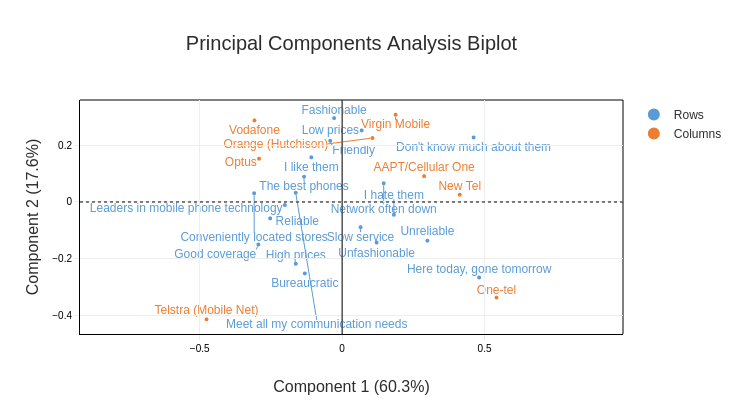 Principal Components Analysis Biplot
Rows
Columns
Fashionable
Virgin Mobile
Vodafone
Low prices
Orange (Hutchison)
Friendly
Don't know much about them
0.2
Optus
I like them
AAPT/Cellular One
The best phones
New Tel
I hate them
0
Leaders in mobile phone technology
Network often down
Reliable
Conveniently located stores
Slow service
Unreliable
Good coverage
High prices
Unfashionable
−0.2
Here today, gone tomorrow
Bureaucratic
One-tel
Telstra (Mobile Net)
−0.4
Meet all my communication needs
−0.5
0
0.5
Component 1 (60.3%)
Component 2 (17.6%)